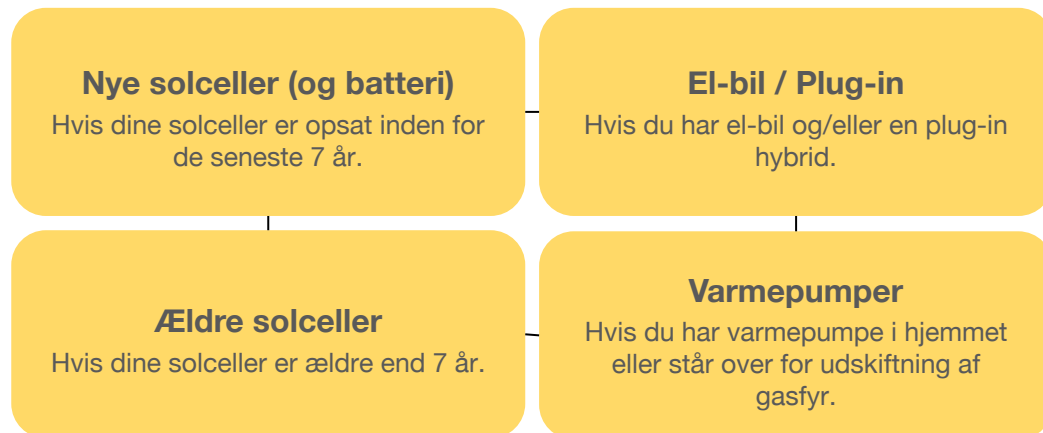 Nye solceller (og batteri)
Hvis dine solceller er opsat inden for
de seneste 7 år.
El-bil / Plug-in
Hvis du har el-bil og/eller en plug-in
hybrid.
Ældre solceller
Hvis dine solceller er ældre end 7 år.
Varmepumper
Hvis du har varmepumpe i hjemmet
eller står over for udskiftning af
gasfyr.